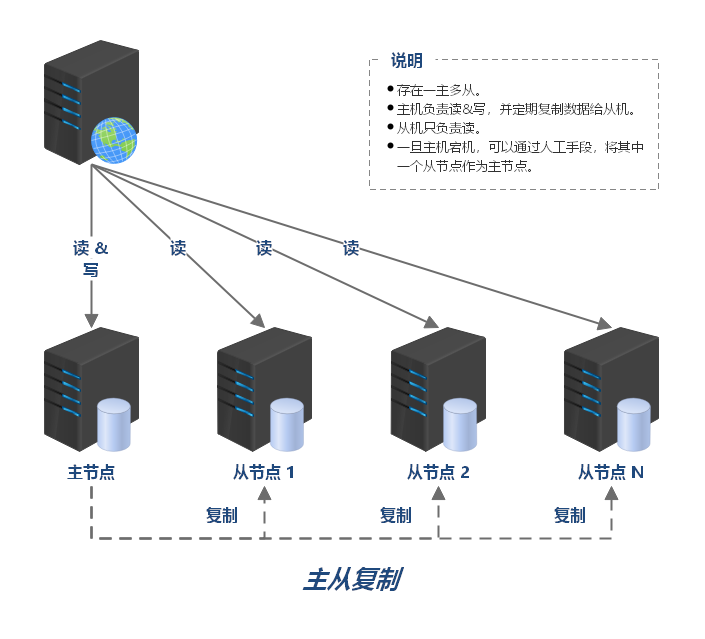 说明
● 存在一主多从。
● 主机负责读&写，并定期复制数据给从机。
● 从机只负责读。
● 一旦主机宕机，可以通过人工手段，将其中
一个从节点作为主节点。
读 &
写
读
读
读
主节点
从节点 1
从节点 2
从节点 N
复制
复制
复制
主从复制